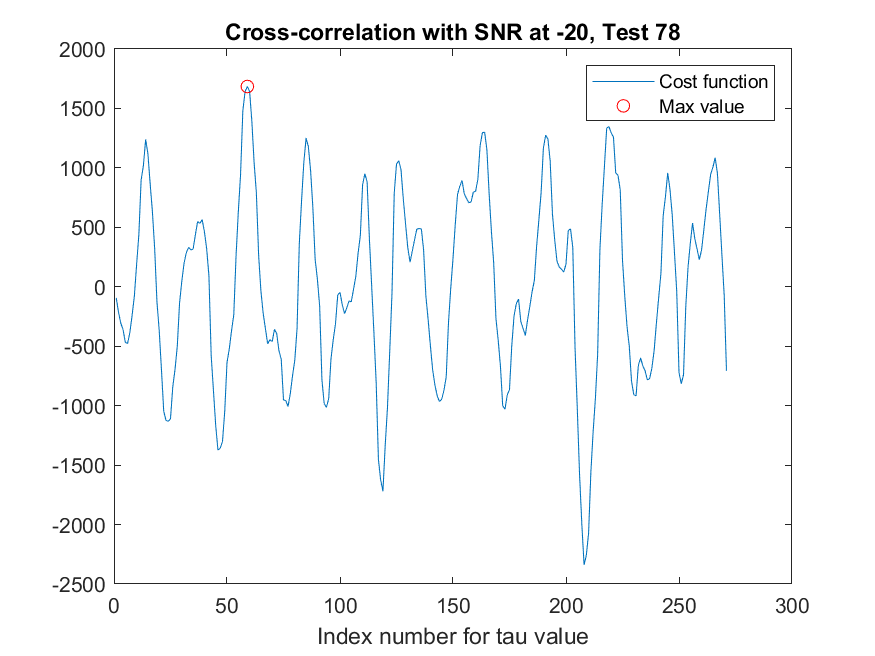 Cross-correlation with SNR at -20, Test 78
2000
1500
1000
500
0
-500
-1000
-1500
-2000
-2500
Cost function
Max value
0 50 100 150 200 250 300
Index number for tau value